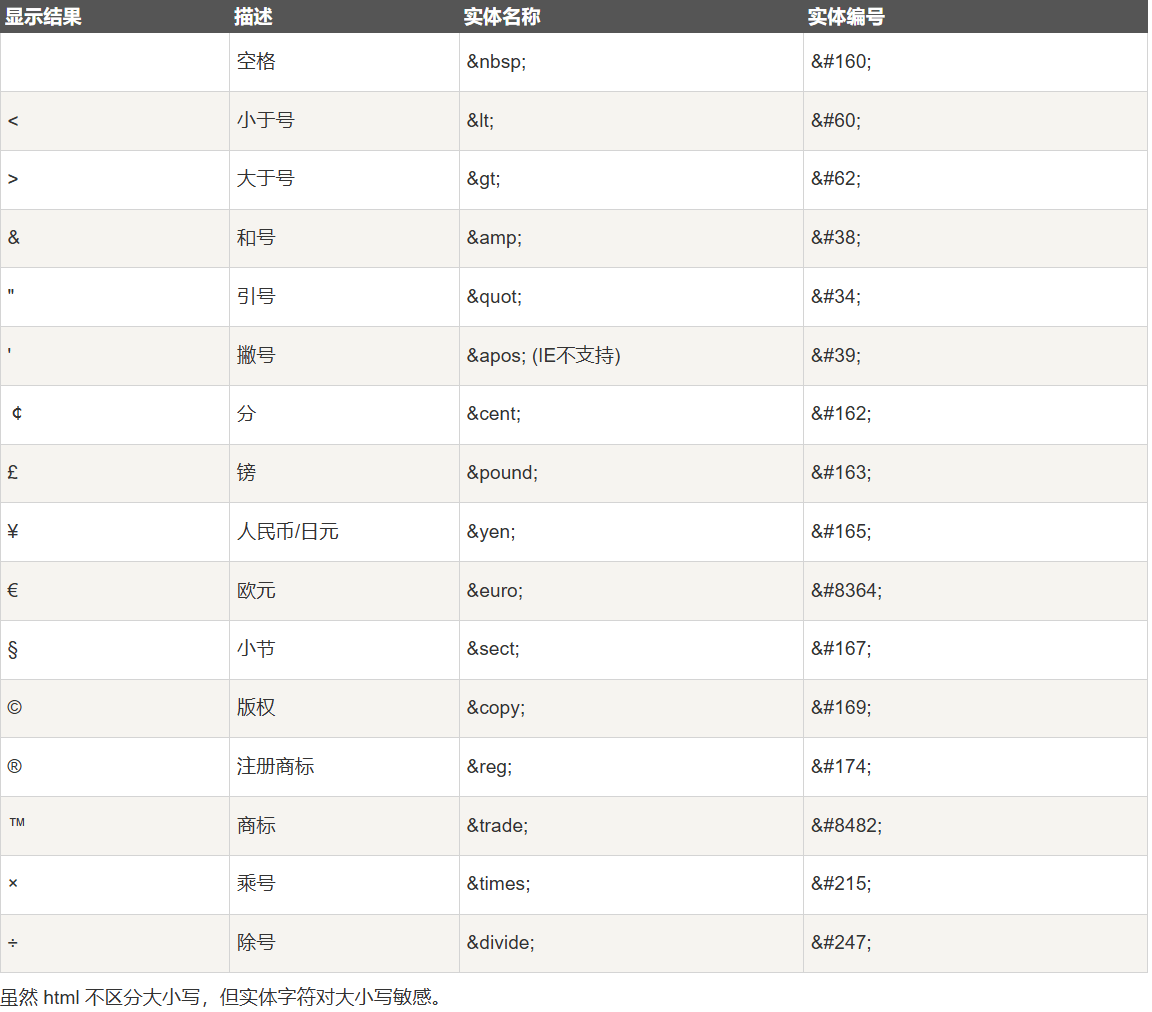 显示结果 描述 实体名称 实体编号
空格 &nbsp; &#160;
< 小于号 &lt; &#60;
> 大于号 &gt; &#62;
& 和号 &amp; &#38;
" 引号 &quot; &#34;
' 撇号 &apos; (IE不支持) &#39;
¢ 分 &cent; &#162;
£ 镑 &pound; &#163;
¥ 人民币/日元 &yen; &#165;
€ 欧元 &euro; &#8364;
§ 小节 &sect; &#167;
© 版权 &copy; &#169;
® 注册商标 &reg; &#174;
™ 商标 &trade; &#8482;
× 乘号 &times; &#215;
÷ 除号 &divide; &#247;
虽然 html 不区分大小写，但实体字符对大小写敏感。